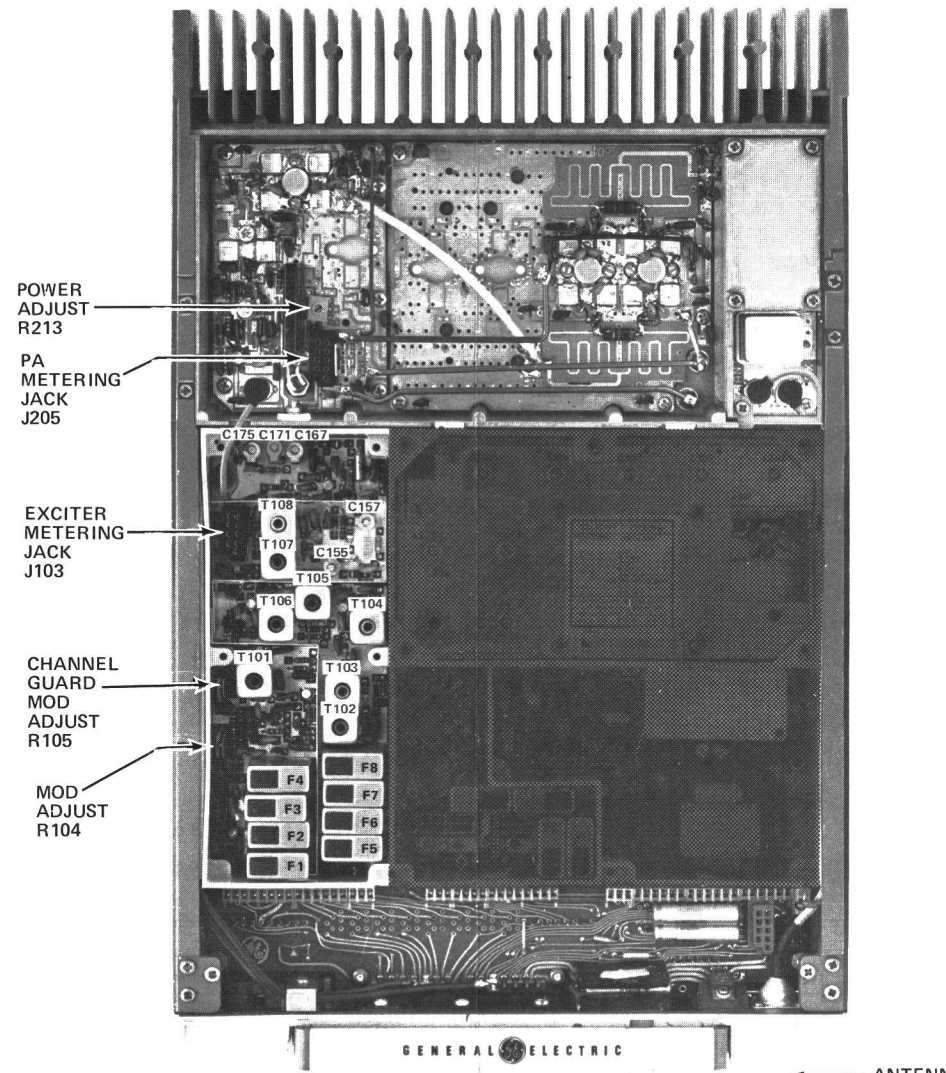 POWER
ADJUST
R213
PA
METERING
JACK
J205
C175 C171 C167
EXCITER
METERING
JACK
J103
T108
C157
T107
C155
T105
T106
T104
CHANNEL
GUARD
MOD
ADJUST
R105
T101
T103
T102
MOD
ADJUST
R104
F4
F8
F3
F7
F2
F6
F1
F5
GENERAL GE ELECTRIC
ANTENN